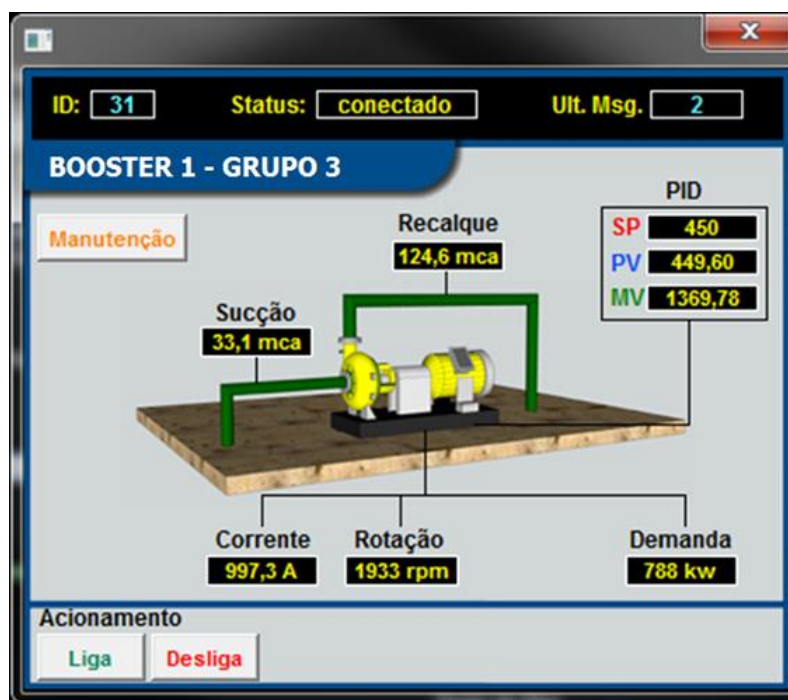 ID: 31 Status: conectado Ult. Msg. 2
BOOSTER 1 - GRUPO 3
PID
Manutenção
Recalque
124,6 mca
SP 450
PV 449,60
MV 1369,78
Sucção
33,1 mca
Corrente Rotação Demanda
997,3 A 1933 rpm 788 kw
Acionamento
Liga Desliga